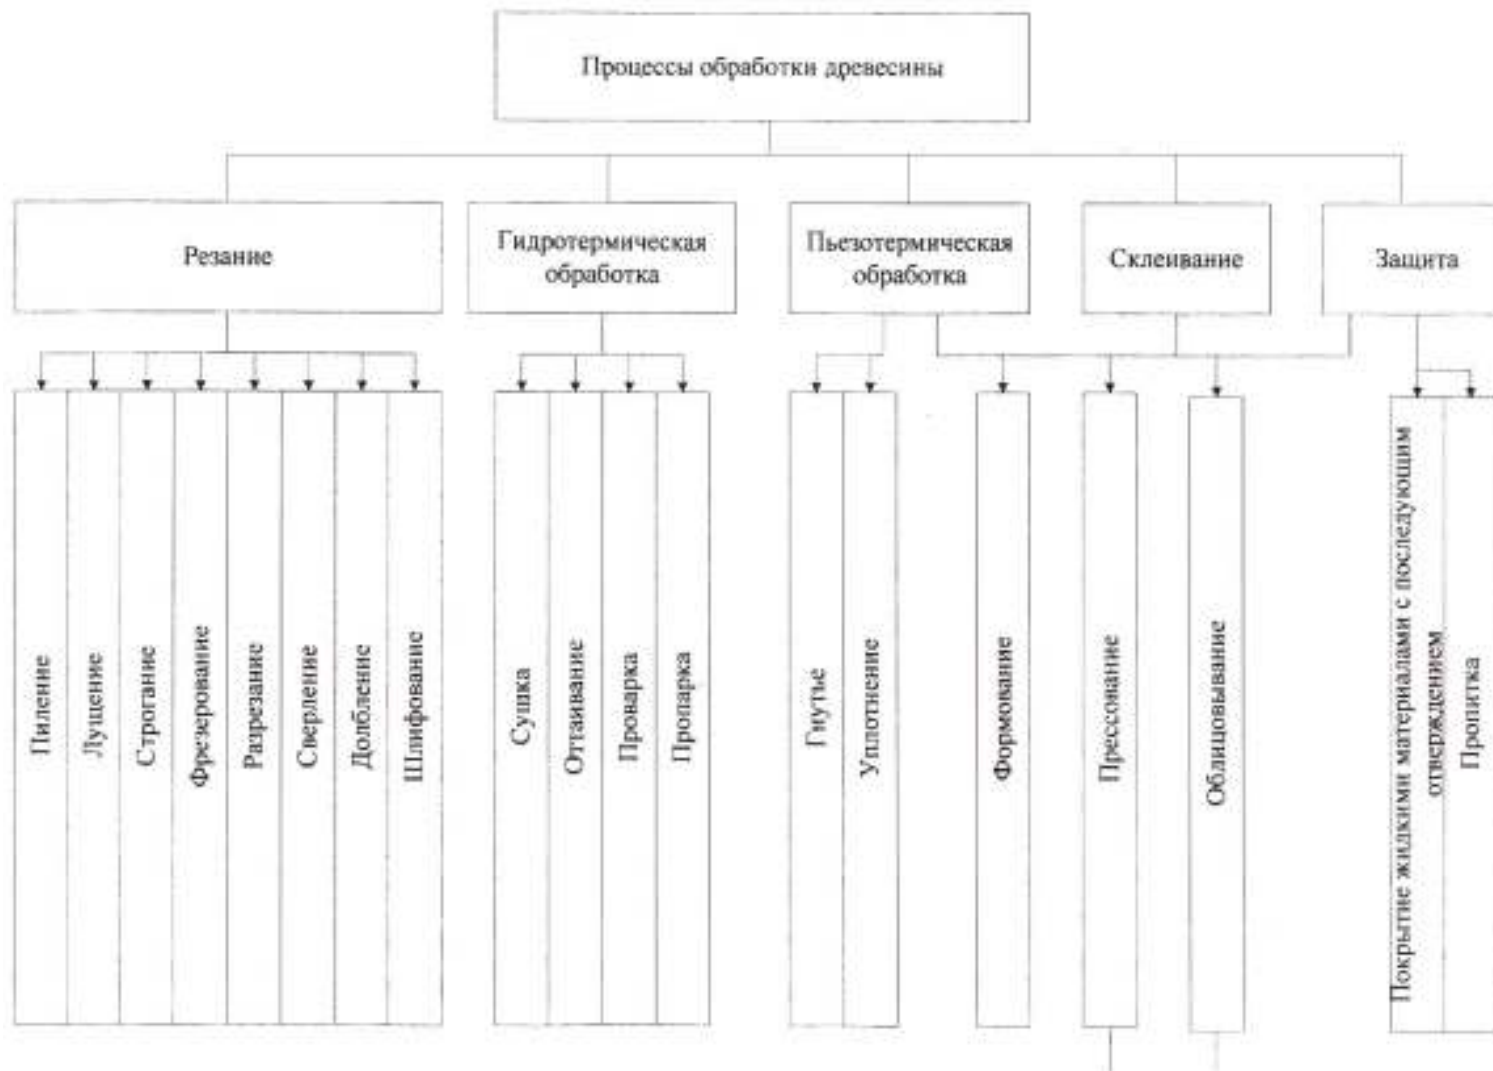 Процессы обработки древесины
Резание
Гидротермическая
обработка
Пьезотермическая
обработка
Склеивание
Защита
Пиление
Лущение
Строгание
Фрезерование
Разрезание
Сверление
Долбление
Шлифование
Сушка
Оттаивание
Проварка
Пропарка
Гнутье
Уплотнение
Формование
Прессование
Облицовывание
Покрытие жидкими материалами с последующим
отверждением
Пропитка